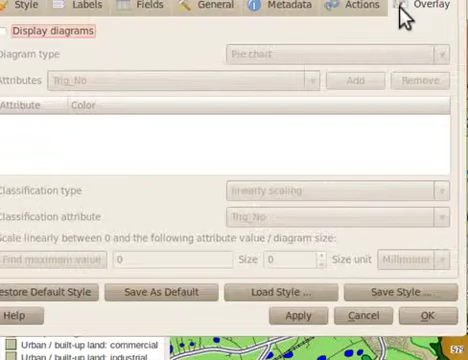 Style Labels Fields General Metadata Actions Overlay
Display diagrams
Diagram type Pie chart
Attributes Trig_No Add Remove
Attribute Color
Classification type linearly scaling
Classification attribute Trig_No
Scale linearly between 0 and the following attribute value / diagram size:
Find maximum value 0 Size 0 Size unit Millimeter
estore Default Style Save As Default Load Style ... Save Style ...
Help Apply Cancel OK
Urban / built-up land: commercial
Urban / built-up land: industrial